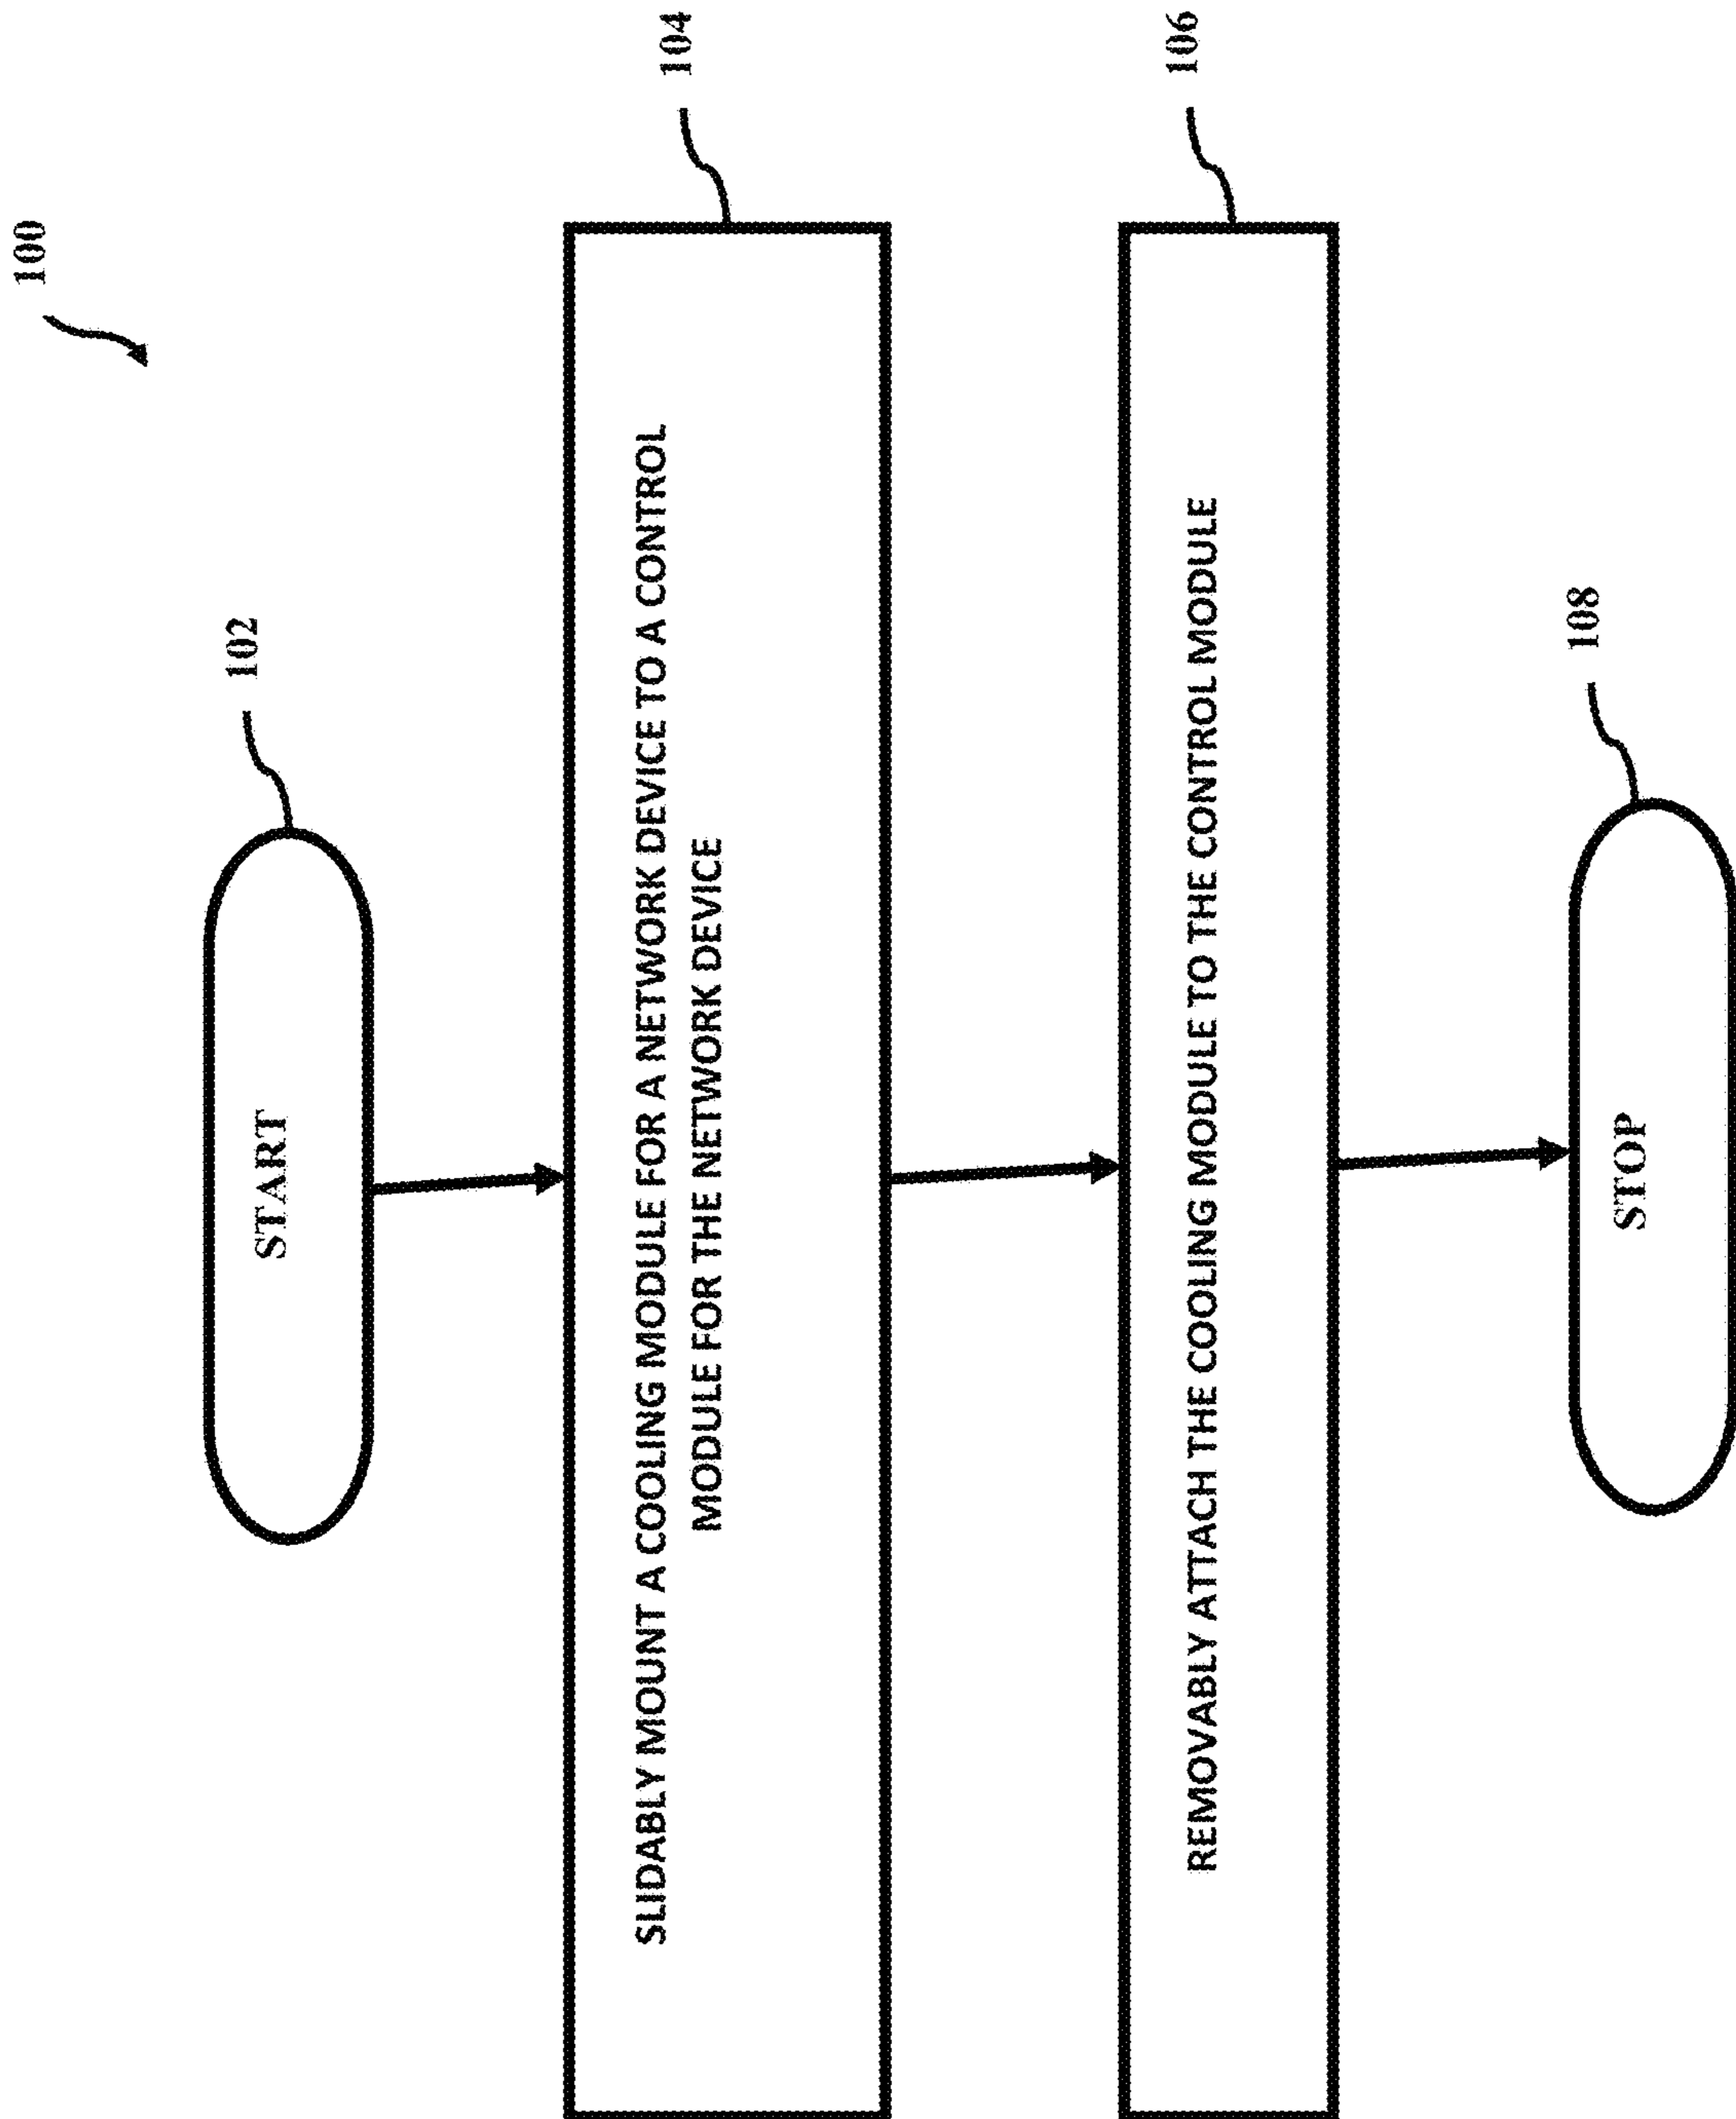 100
102
START
104
SLIDABLY MOUNT A COOLING MODULE FOR A NETWORK DEVICE TO A CONTROL
MODULE FOR THE NETWORK DEVICE
106
REMOVABLY ATTACH THE COOLING MODULE TO THE CONTROL MODULE
108
STOP